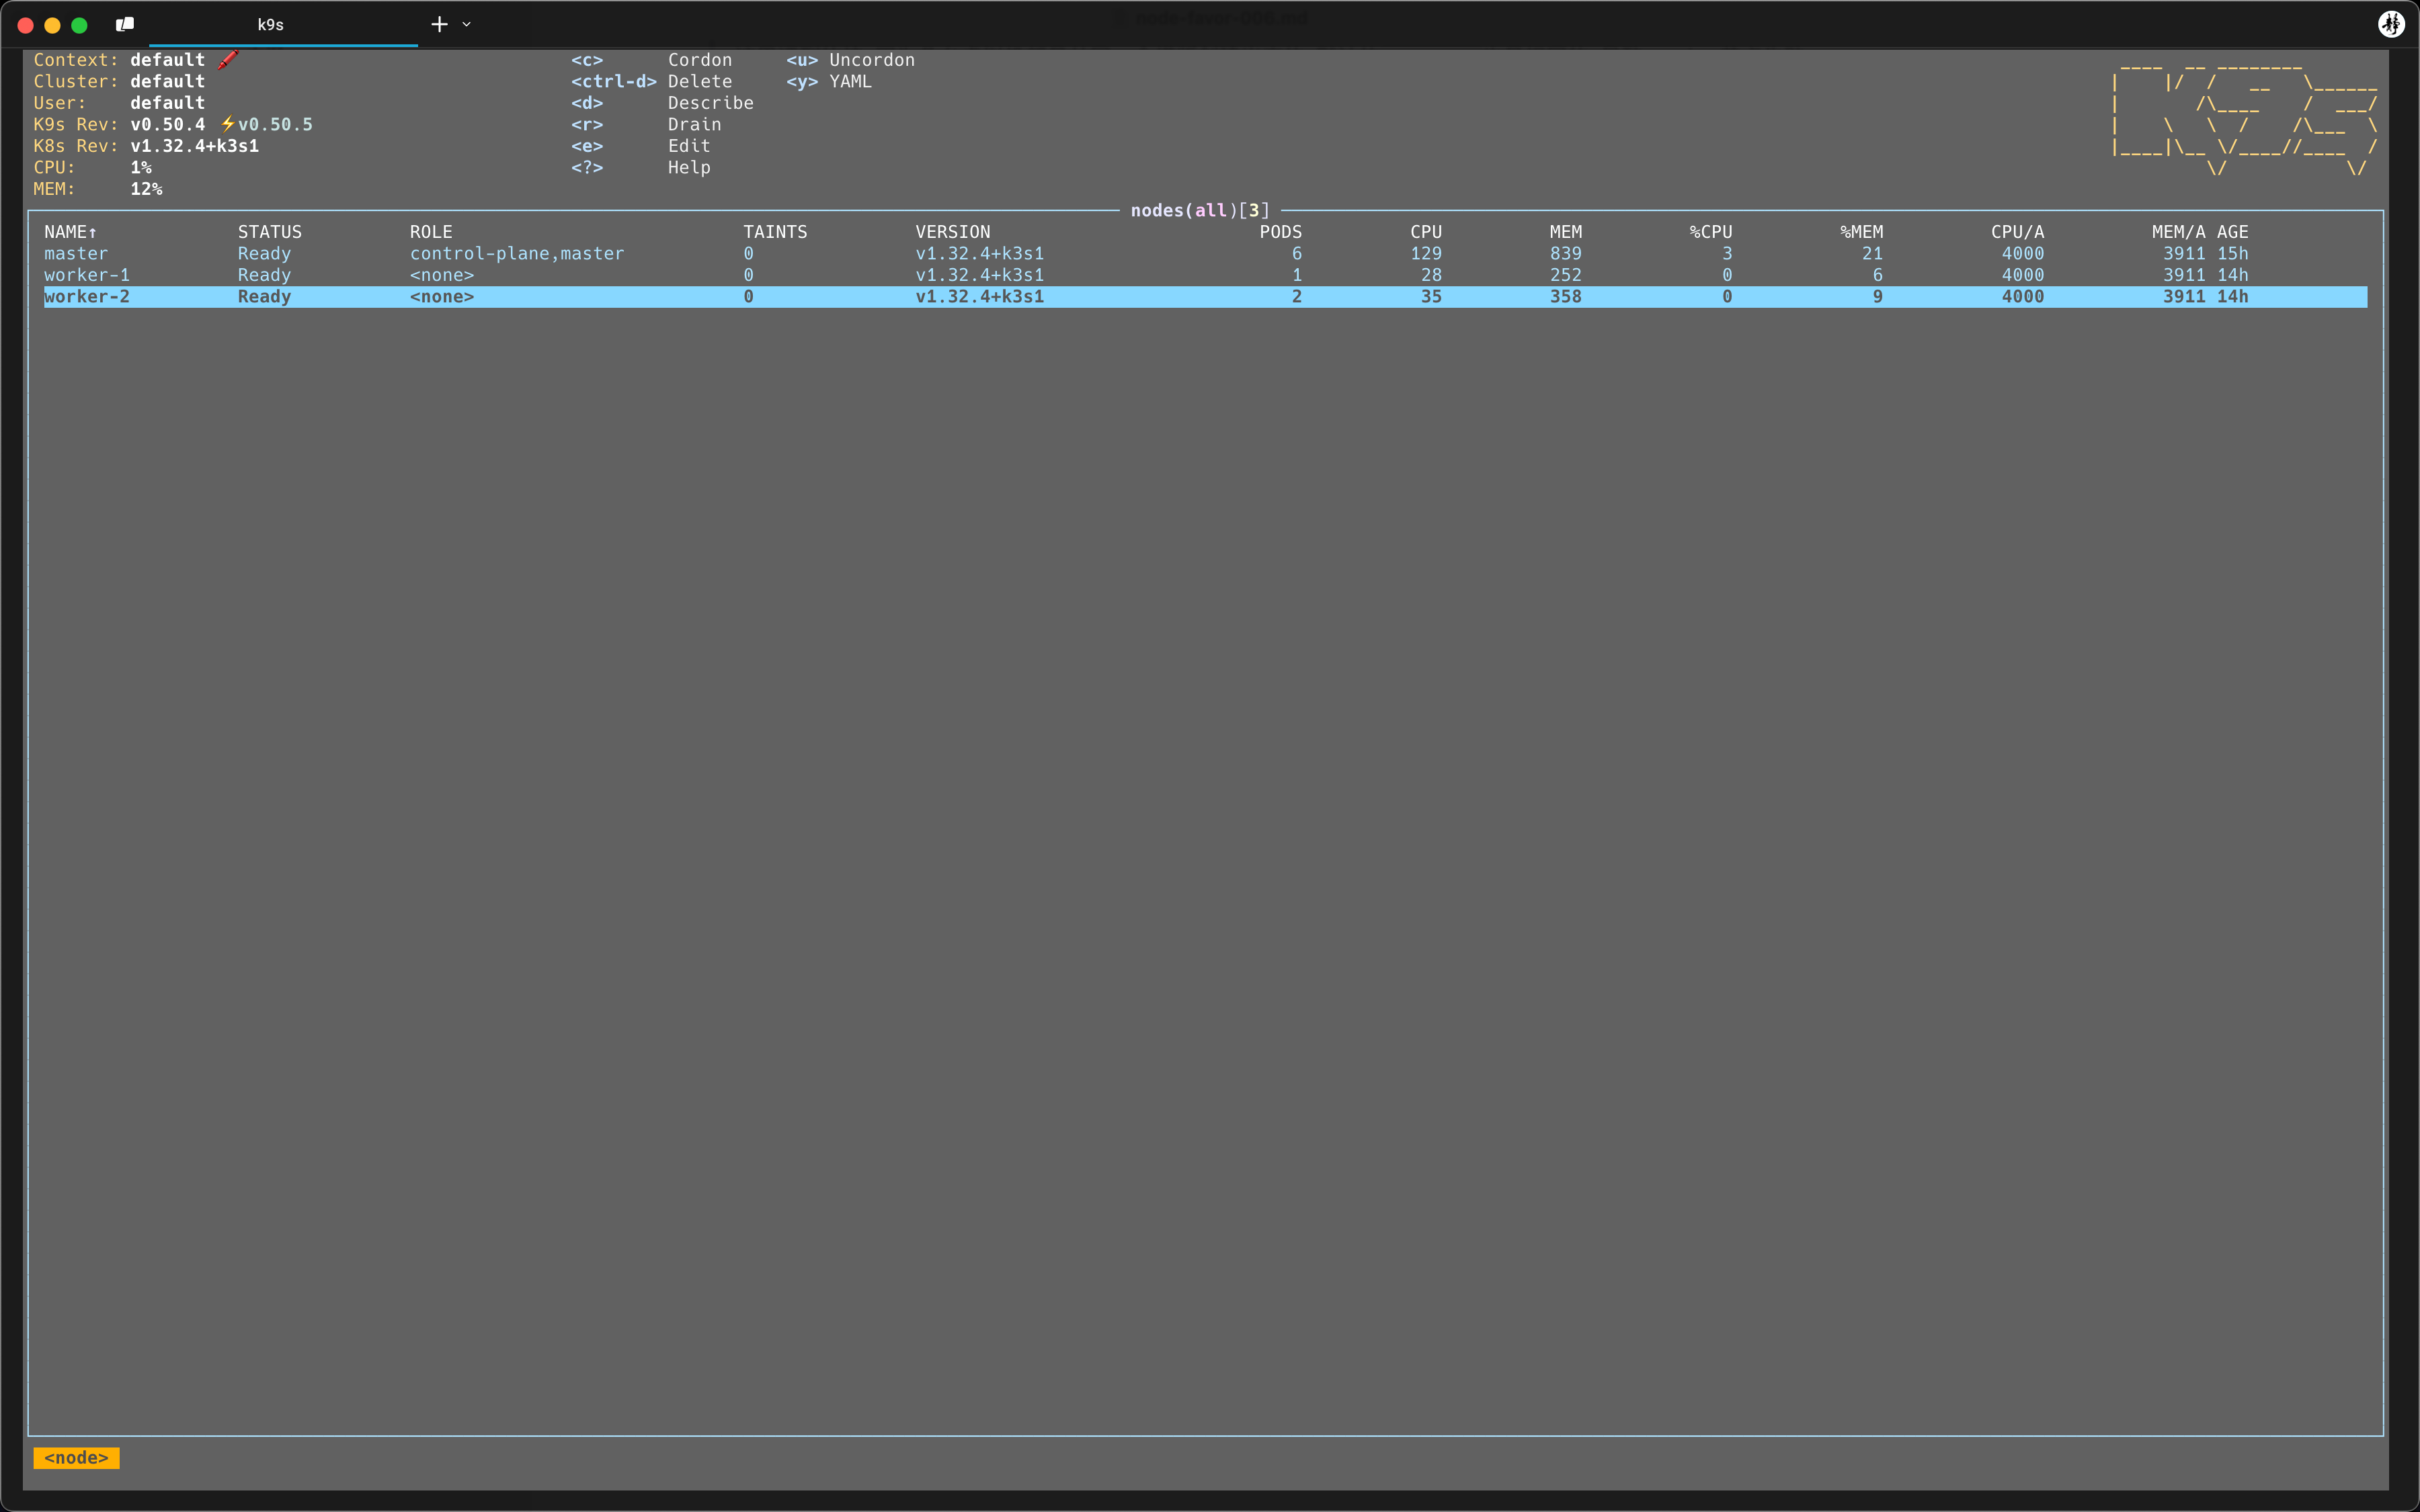 k9s
Context: default
<c> Cordon <u> Uncordon
Cluster: default
<ctrl-d> Delete <y> YAML
User: default
<d> Describe
K9s Rev: v0.50.4 ⚡v0.50.5
<r> Drain
K8s Rev: v1.32.4+k3s1
<e> Edit
CPU: 1%
<?> Help
MEM: 12%
nodes(all)[3]
NAME↑ STATUS ROLE TAINTS VERSION PODS CPU MEM %CPU %MEM CPU/A MEM/A AGE
master Ready control-plane,master 0 v1.32.4+k3s1 6 129 839 3 21 4000 3911 15h
worker-1 Ready <none> 0 v1.32.4+k3s1 1 28 252 0 6 4000 3911 14h
worker-2 Ready <none> 0 v1.32.4+k3s1 2 35 358 0 9 4000 3911 14h
<node>